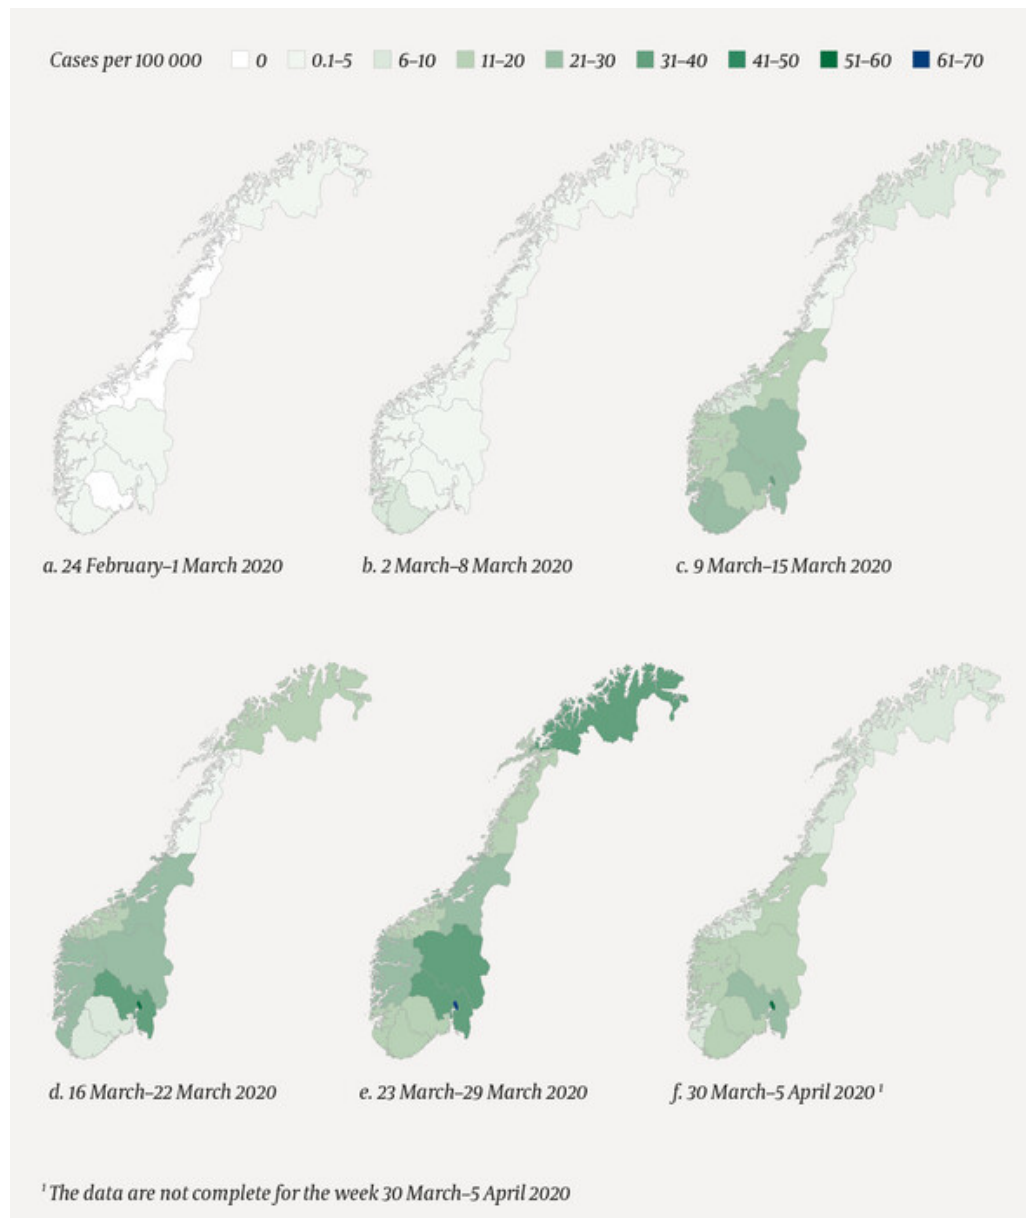 Cases per 100 000 0 0.1–5 6–10 11–20 21–30 31–40 41–50 51–60 61–70
a. 24 February–1 March 2020 b. 2 March–8 March 2020 c. 9 March–15 March 2020
d. 16 March–22 March 2020 e. 23 March–29 March 2020 f. 30 March–5 April 2020 ¹
¹ The data are not complete for the week 30 March–5 April 2020